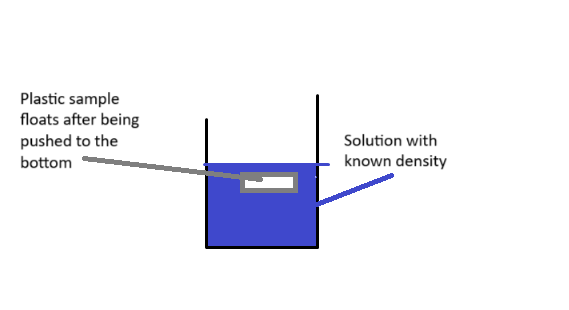 Plastic sample
floats after being
pushed to the
bottom
Solution with
known density